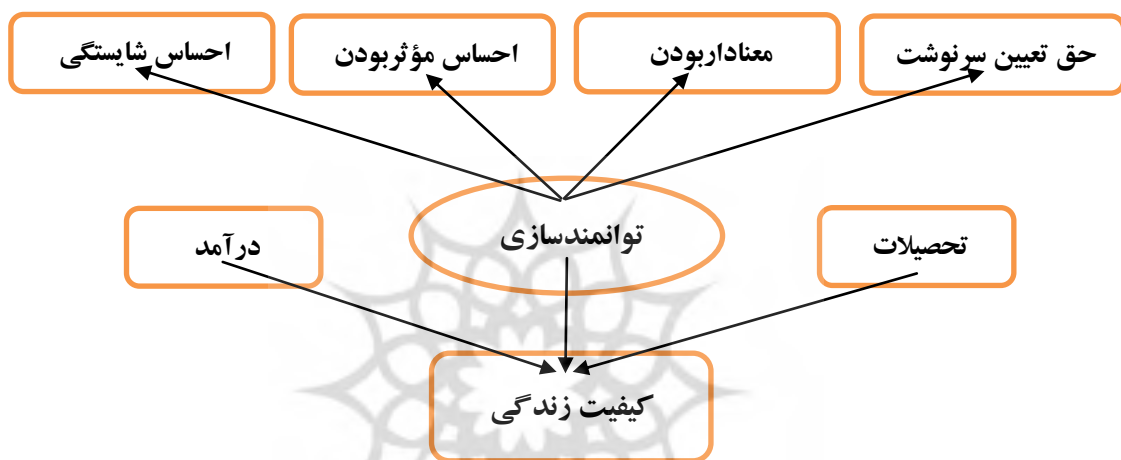 حق تعیین سرنوشت
معناداربودن
احساس مؤثربودن
احساس شایستگی
تحصیلات
توانمندسازی
درآمد
کیفیت زندگی